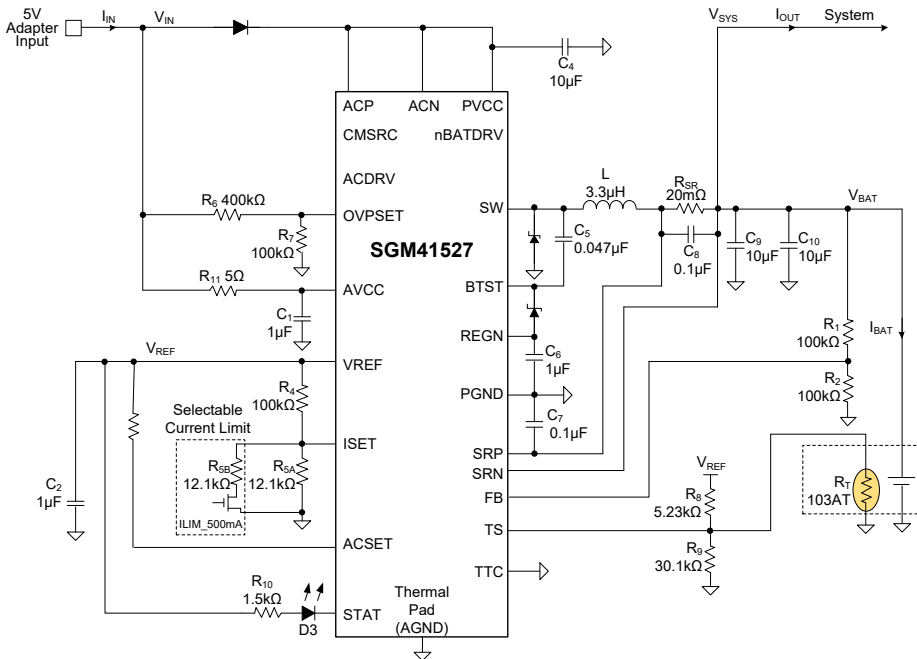 5V
Adapter
Input
I_IN
V_IN
V_SYS
I_OUT
System
C4
10µF
ACP
ACN
PVCC
CMSRC
nBATDRV
ACDRV
R6 400kΩ
OVPSET
R7
100kΩ
SGM41527
R11 5Ω
AVCC
C1
1µF
V_REF
VREF
R4
100kΩ
Selectable
Current Limit
ISET
R5B
12.1kΩ
R5A
12.1kΩ
ILIM_500mA
C2
1µF
ACSET
R10
1.5kΩ
D3
STAT
Thermal
Pad
(AGND)
SW
L
3.3µH
RSR
20mΩ
V_BAT
C5
0.047µF
C8
0.1µF
C9
10µF
C10
10µF
BTST
REGN
C6
1µF
PGND
C7
0.1µF
SRP
SRN
FB
TS
TTC
R1
100kΩ
I_BAT
R2
100kΩ
V_REF
R8
5.23kΩ
R9
30.1kΩ
RT
103AT